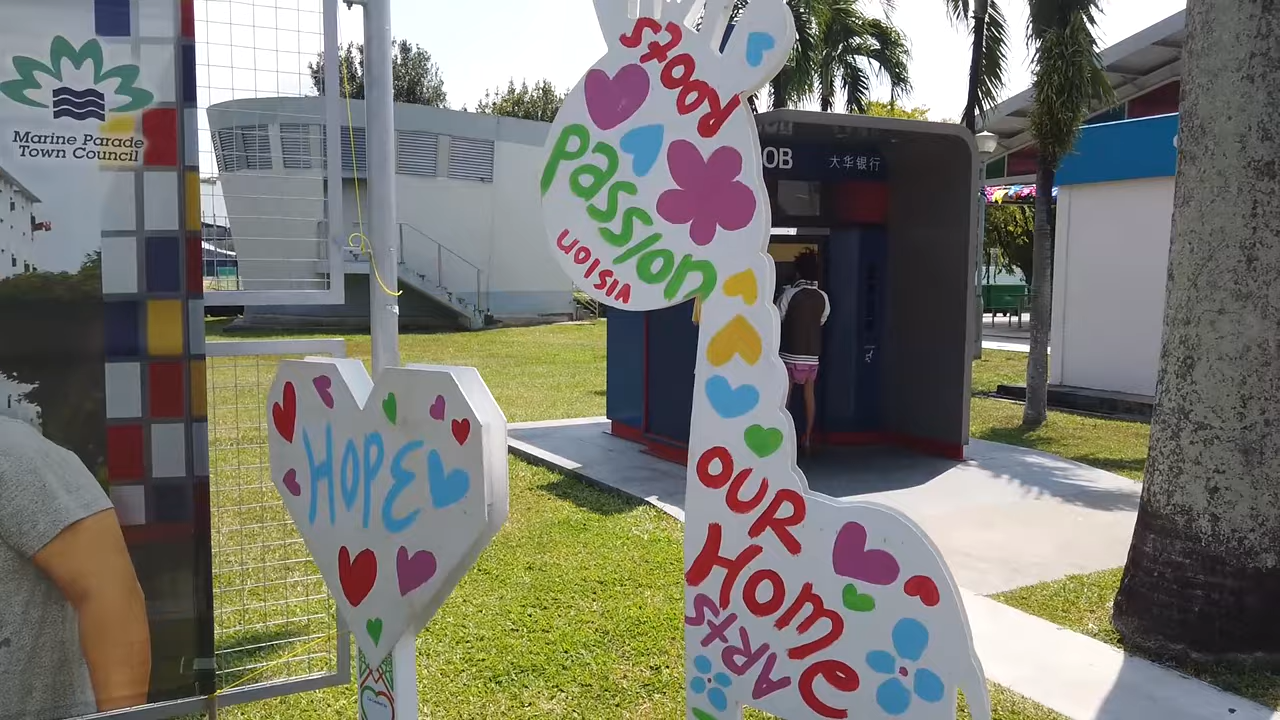 Marine Parade
Town Council
HOPE
Roots
Passion
VISION
OUR
Home
ARTS
OB
大华银行